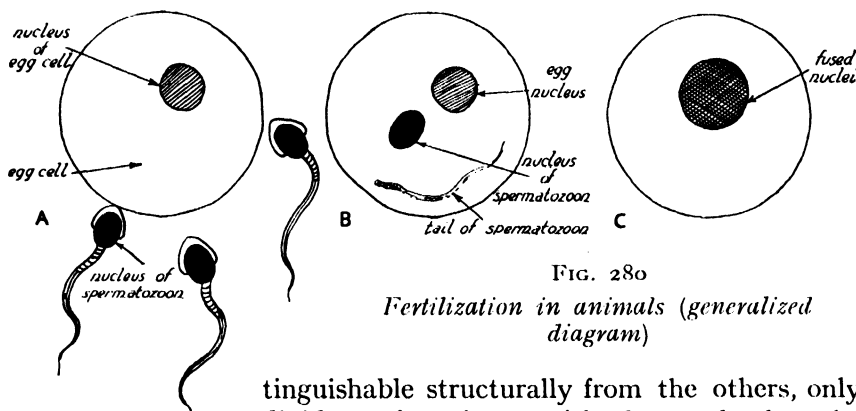 nucleus
of
egg cell
egg cell
A
nucleus of
spermatozoon
egg
nucleus
nucleus
of
spermatozoon
tail of spermatozoon
B
fused
nuclei
C
FIG. 280
Fertilization in animals (generalized
diagram)
tinguishable structurally from the others, only